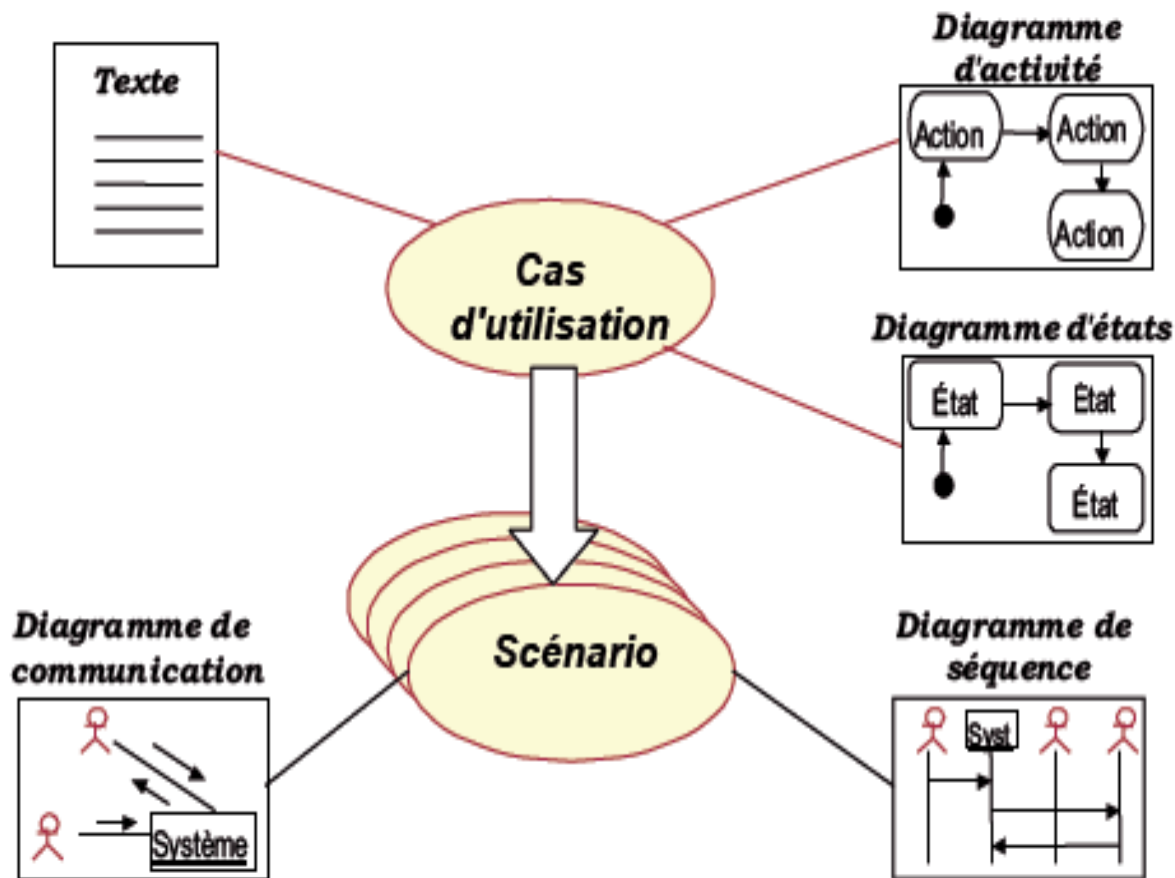 Texte
Diagramme
d'activité
Action
Action
Action
Cas
d'utilisation
Diagramme d'états
État
État
État
Scénario
Diagramme de
communication
Système
Diagramme de
séquence
Syst